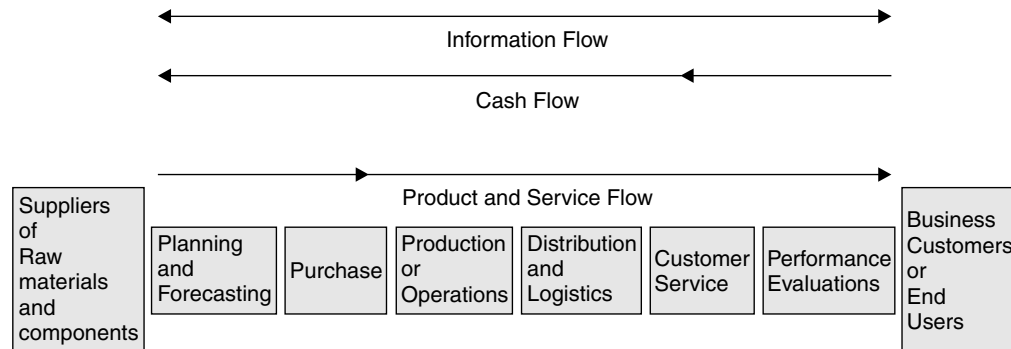 Information Flow
Cash Flow
Product and Service Flow
Suppliers
of
Raw
materials
and
components
Planning
and
Forecasting
Purchase
Production
or
Operations
Distribution
and
Logistics
Customer
Service
Performance
Evaluations
Business
Customers
or
End
Users